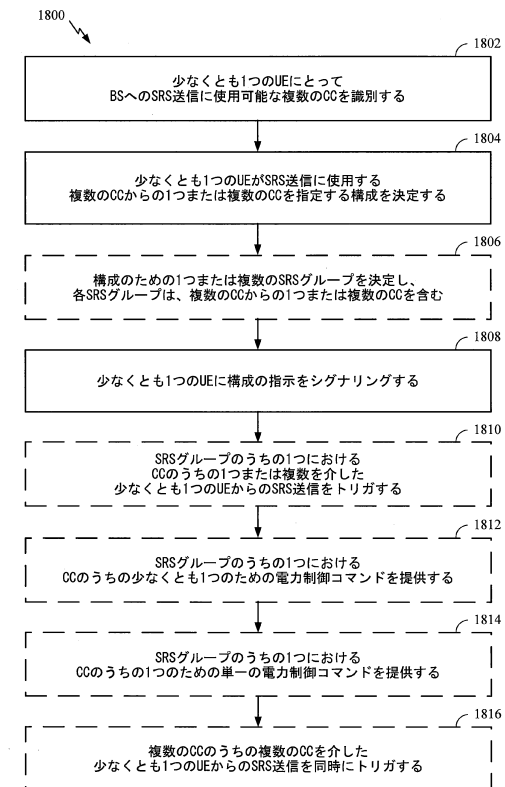 1800
1802
少なくとも1つのUEにとって
BSへのSRS送信に使用可能な複数のCCを識別する
1804
少なくとも1つのUEがSRS送信に使用する
複数のCCからの1つまたは複数のCCを指定する構成を決定する
1806
構成のための1つまたは複数のSRSグループを決定し、
各SRSグループは、複数のCCからの1つまたは複数のCCを含む
1808
少なくとも1つのUEに構成の指示をシグナリングする
1810
SRSグループのうちの1つにおける
CCのうちの1つまたは複数を介した
少なくとも1つのUEからのSRS送信をトリガする
1812
SRSグループのうちの1つにおける
CCのうちの少なくとも1つのための電力制御コマンドを提供する
1814
SRSグループのうちの1つにおける
CCのうちの1つのための単一の電力制御コマンドを提供する
1816
複数のCCのうちの複数のCCを介した
少なくとも1つのUEからのSRS送信を同時にトリガする